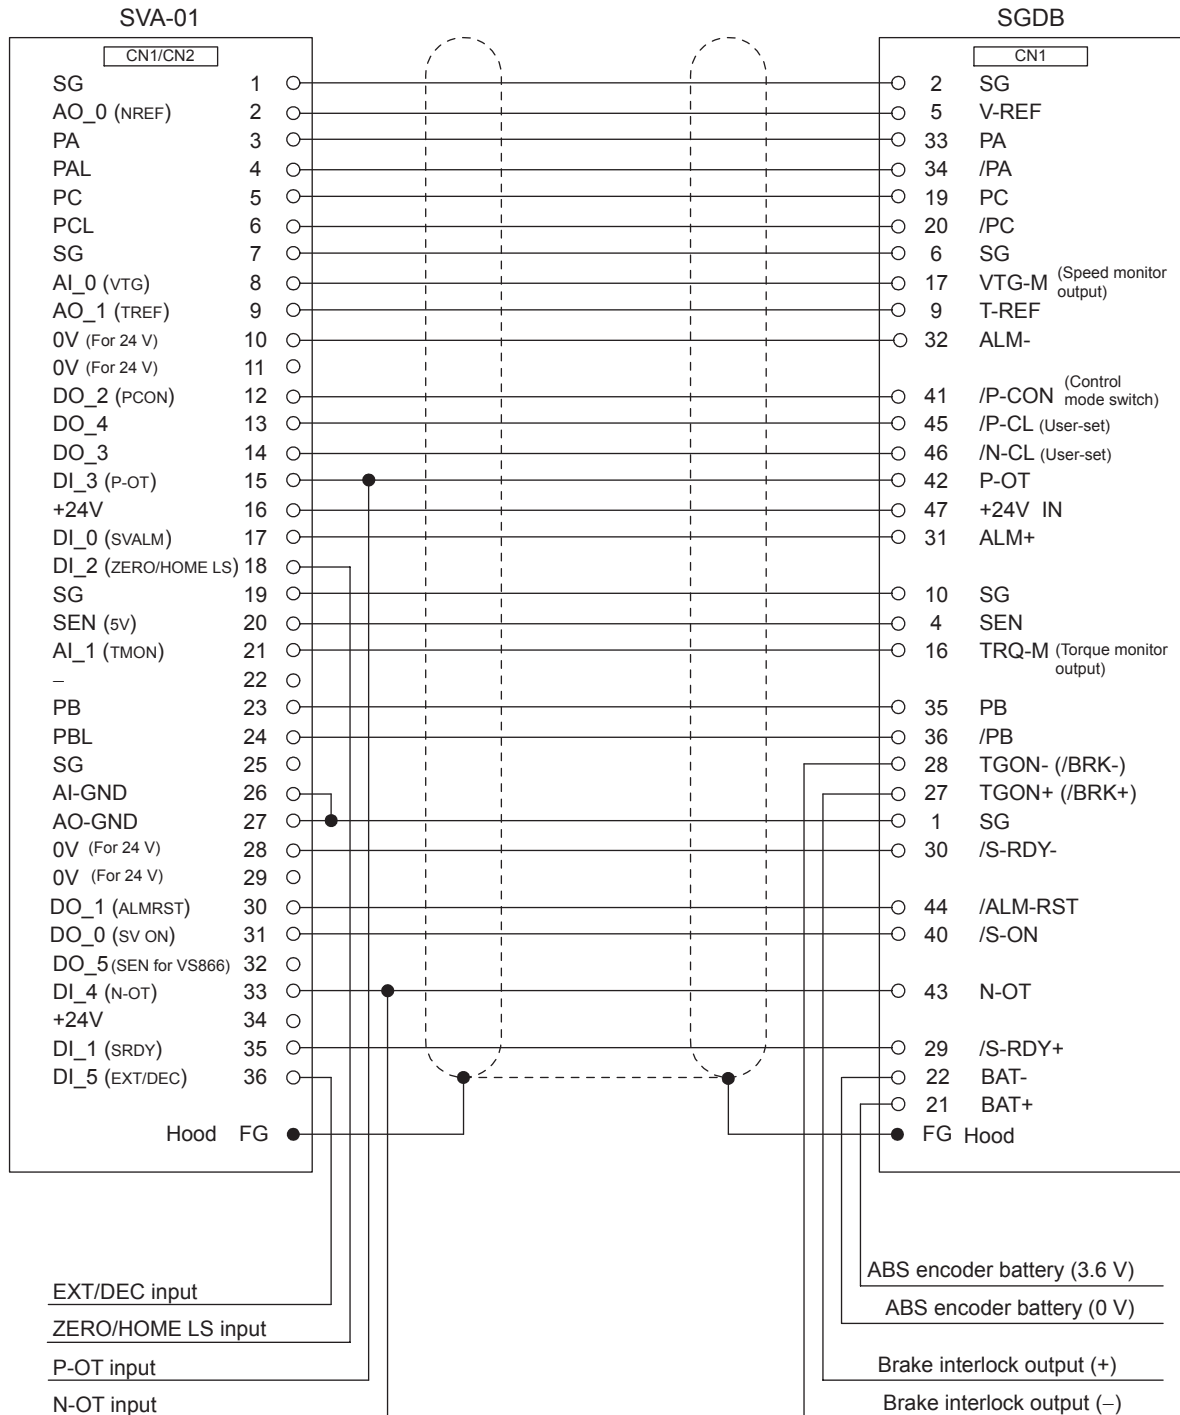 SVA-01 SGDB
CN1/CN2 CN1
SG 1 2 SG
AO_0 (NREF) 2 5 V-REF
PA 3 33 PA
PAL 4 34 /PA
PC 5 19 PC
PCL 6 20 /PC
SG 7 6 SG
AI_0 (VTG) 8 17 VTG-M (Speed monitor output)
AO_1 (TREF) 9 9 T-REF
0V (For 24 V) 10 32 ALM-
0V (For 24 V) 11
DO_2 (PCON) 12 41 /P-CON (Control mode switch)
DO_4 13 45 /P-CL (User-set)
DO_3 14 46 /N-CL (User-set)
DI_3 (P-OT) 15 42 P-OT
+24V 16 47 +24V IN
DI_0 (SVALM) 17 31 ALM+
DI_2 (ZERO/HOME LS) 18
SG 19 10 SG
SEN (5V) 20 4 SEN
AI_1 (TMON) 21 16 TRQ-M (Torque monitor output)
– 22
PB 23 35 PB
PBL 24 36 /PB
SG 25 28 TGON- (/BRK-)
AI-GND 26 27 TGON+ (/BRK+)
AO-GND 27 1 SG
0V (For 24 V) 28 30 /S-RDY-
0V (For 24 V) 29
DO_1 (ALMRST) 30 44 /ALM-RST
DO_0 (SV ON) 31 40 /S-ON
DO_5 (SEN for VS866) 32
DI_4 (N-OT) 33 43 N-OT
+24V 34
DI_1 (SRDY) 35 29 /S-RDY+
DI_5 (EXT/DEC) 36 22 BAT-
21 BAT+
Hood FG FG Hood
ABS encoder battery (3.6 V)
EXT/DEC input
ABS encoder battery (0 V)
ZERO/HOME LS input
P-OT input Brake interlock output (+)
N-OT input Brake interlock output (–)